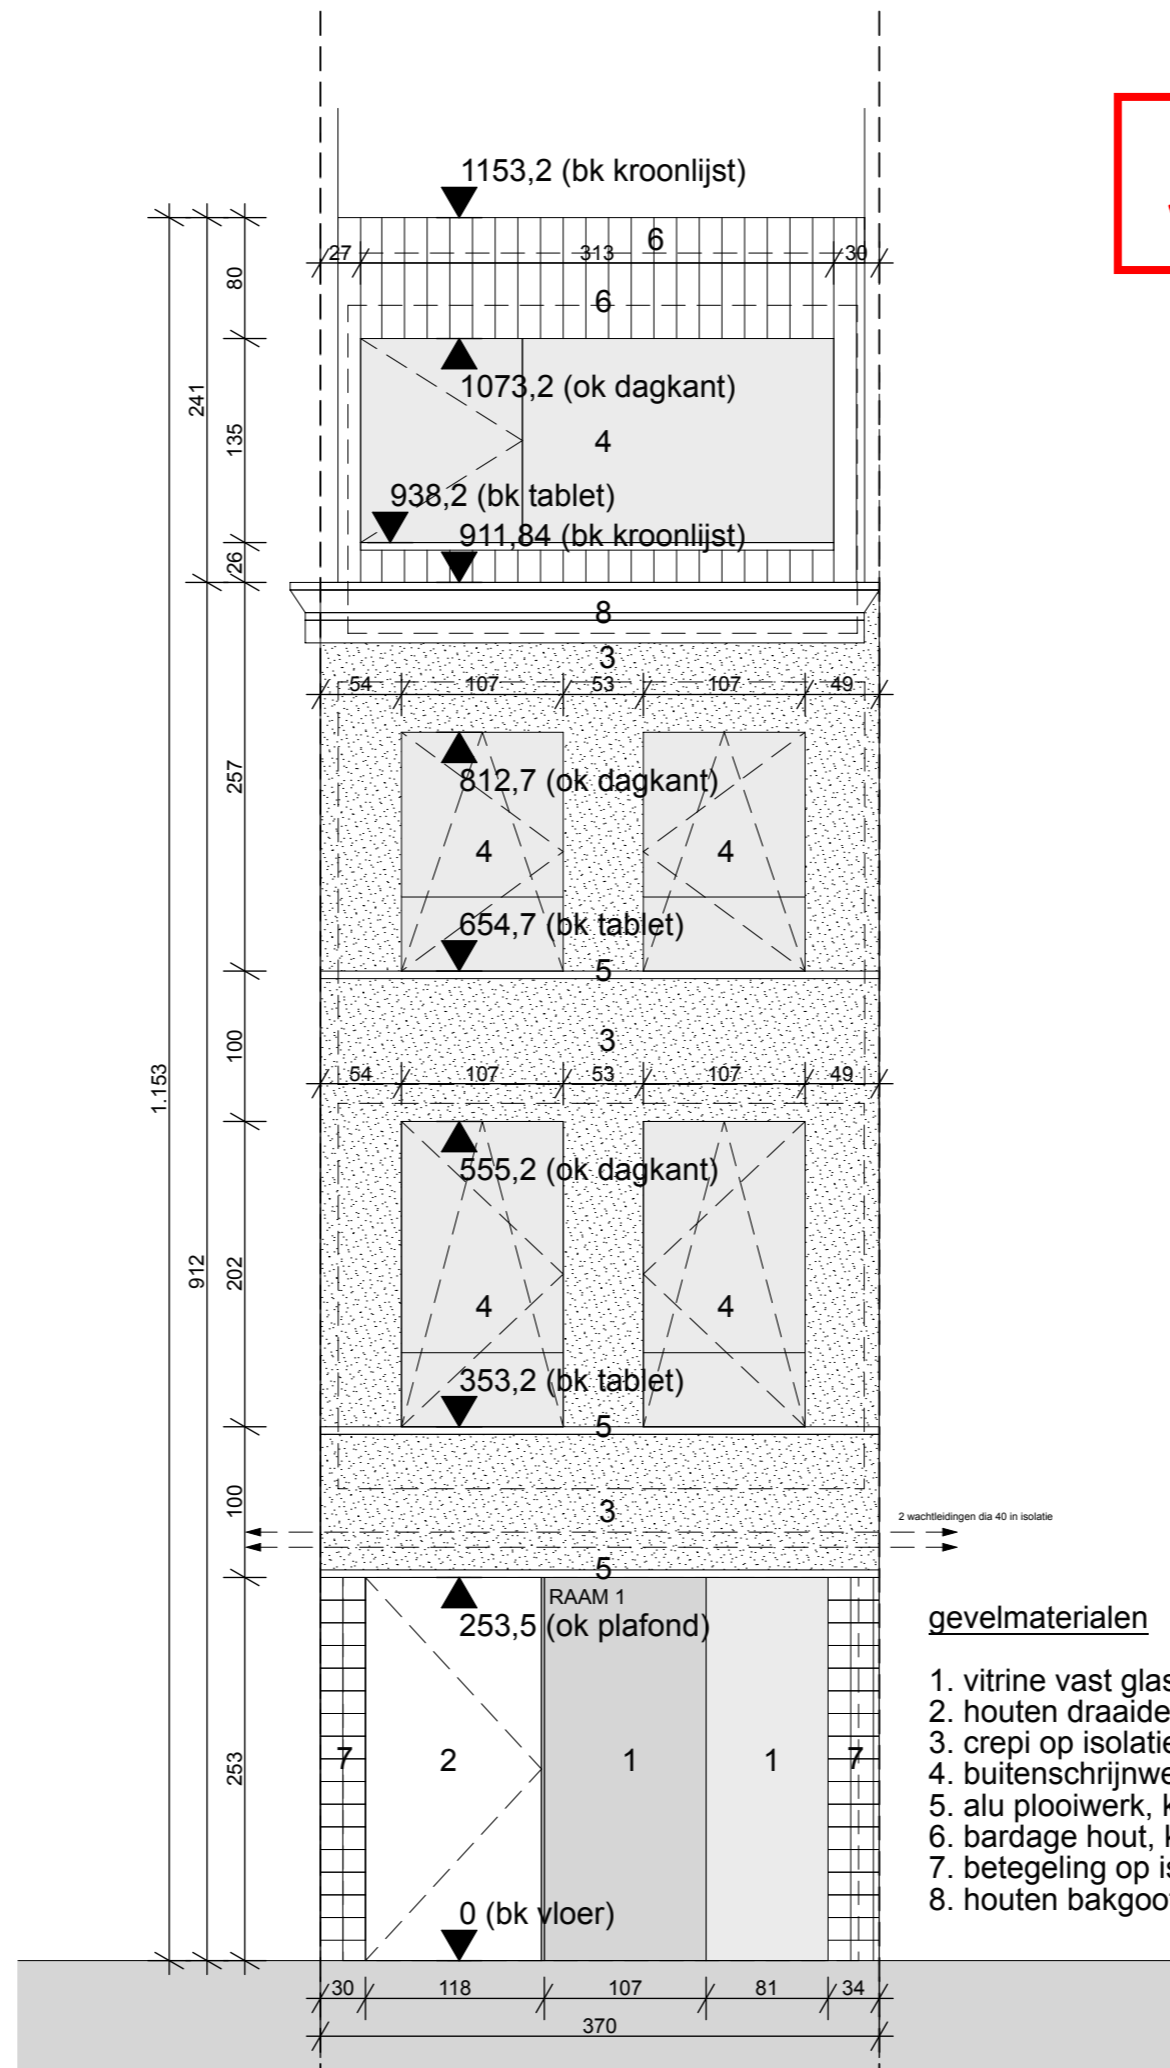 1153,2 (bk kroonlijst)
6
27 313 30
80
6
1073,2 (ok dagkant)
241
135
4
938,2 (bk tablet)
911,84 (bk kroonlijst)
26
8
3
54 107 53 107 49
812,7 (ok dagkant)
257
4 4
654,7 (bk tablet)
5
3
100
1.153
54 107 53 107 49
555,2 (ok dagkant)
912
202
4 4
353,2 (bk tablet)
5
100
3
2 wachtleidingen dia 40 in isolatie
5
RAAM 1
253,5 (ok plafond)
253
7 2 1 1 7
0 (bk vloer)
30 118 107 81 34
370
gevelmaterialen
1. vitrine vast glas
2. houten draaide
3. crepi op isolatie
4. buitenschrijnwe
5. alu plooiwerk, k
6. bardage hout, k
7. betegeling op is
8. houten bakgoot